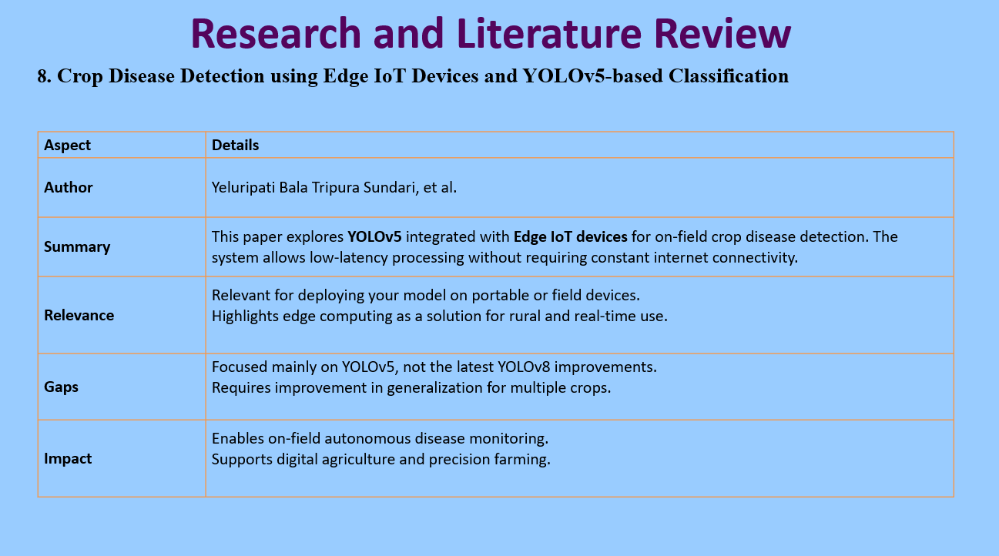 Research and Literature Review
8. Crop Disease Detection using Edge IoT Devices and YOLOv5-based Classification
Aspect Details
Author Yeluripati Bala Tripura Sundari, et al.
Summary This paper explores YOLOv5 integrated with Edge IoT devices for on-field crop disease detection. The
system allows low-latency processing without requiring constant internet connectivity.
Relevance Relevant for deploying your model on portable or field devices.
Highlights edge computing as a solution for rural and real-time use.
Gaps Focused mainly on YOLOv5, not the latest YOLOv8 improvements.
Requires improvement in generalization for multiple crops.
Impact Enables on-field autonomous disease monitoring.
Supports digital agriculture and precision farming.